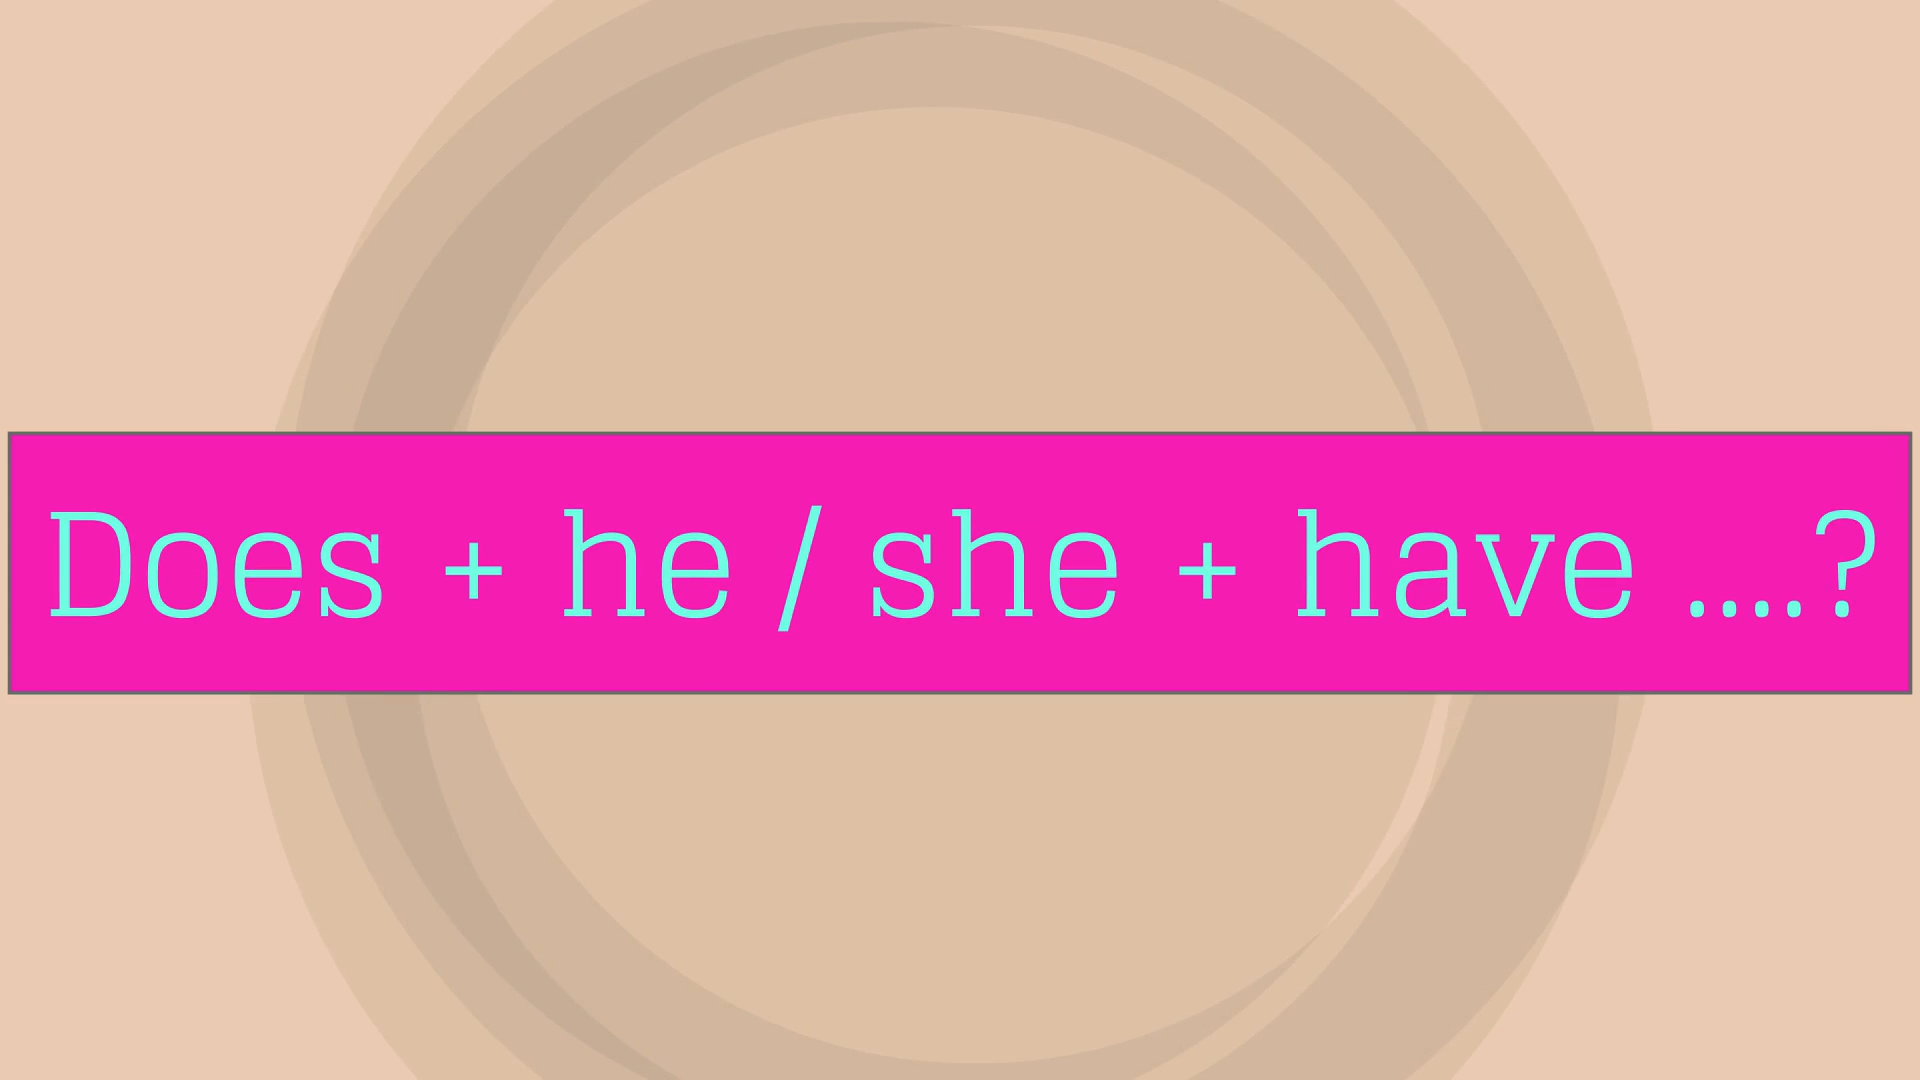 Does + he / she + have ....?